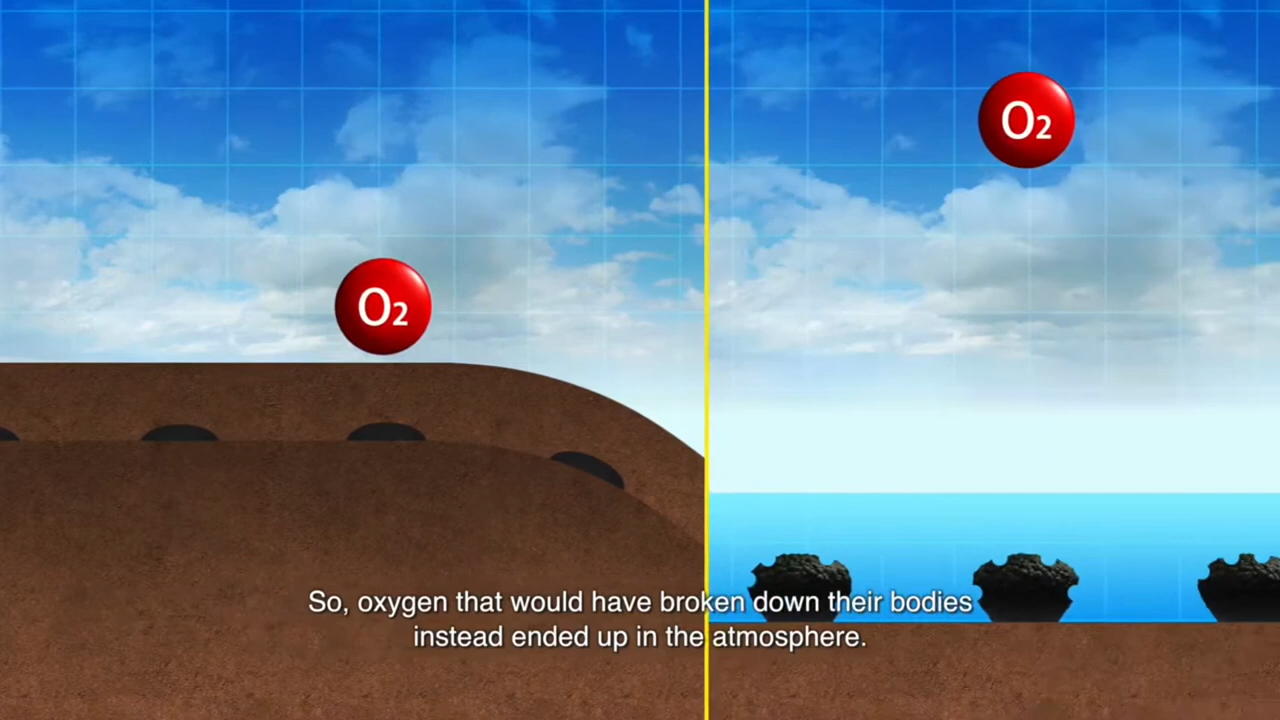 O2
O2
So, oxygen that would have broken down their bodies
instead ended up in the atmosphere.